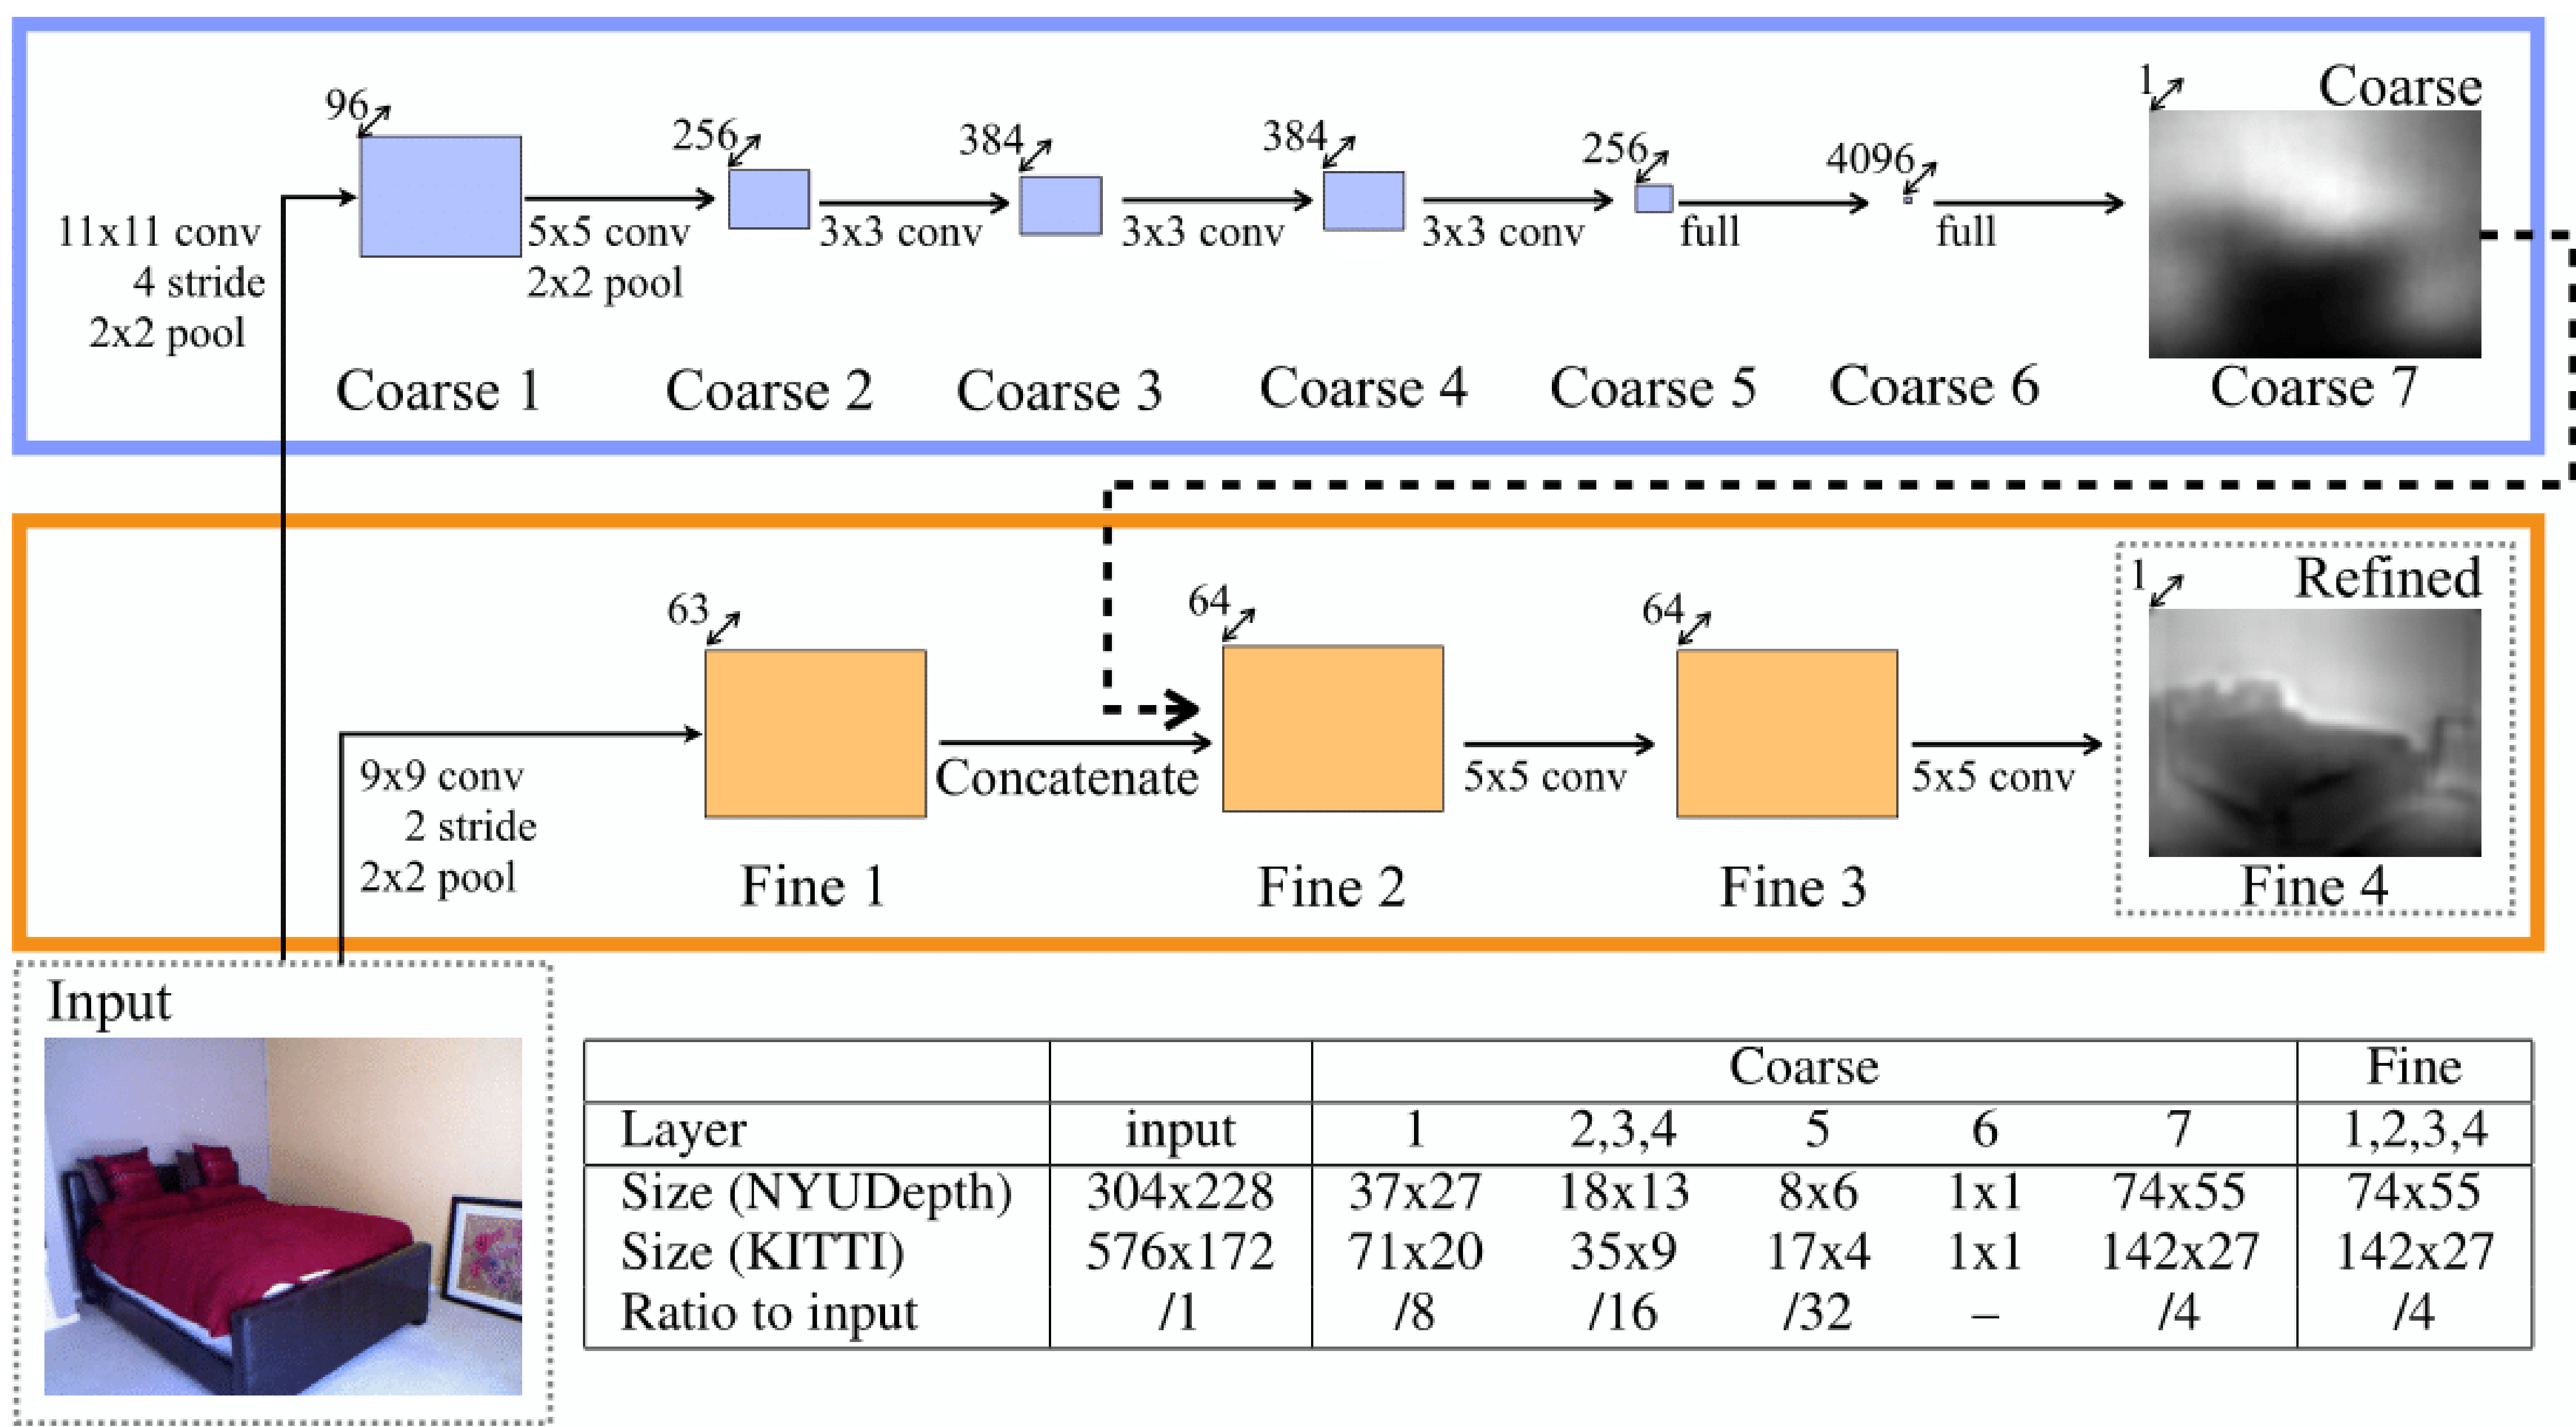 96
256
384
384
256
4096
1
Coarse
11x11 conv
4 stride
2x2 pool
5x5 conv
2x2 pool
3x3 conv
3x3 conv
3x3 conv
full
full
Coarse 1
Coarse 2
Coarse 3
Coarse 4
Coarse 5
Coarse 6
Coarse 7
63
64
64
1
Refined
9x9 conv
2 stride
2x2 pool
Concatenate
5x5 conv
5x5 conv
Fine 1
Fine 2
Fine 3
Fine 4
Input
Coarse Fine
Layer input 1 2,3,4 5 6 7 1,2,3,4
Size (NYUDepth) 304x228 37x27 18x13 8x6 1x1 74x55 74x55
Size (KITTI) 576x172 71x20 35x9 17x4 1x1 142x27 142x27
Ratio to input /1 /8 /16 /32 – /4 /4